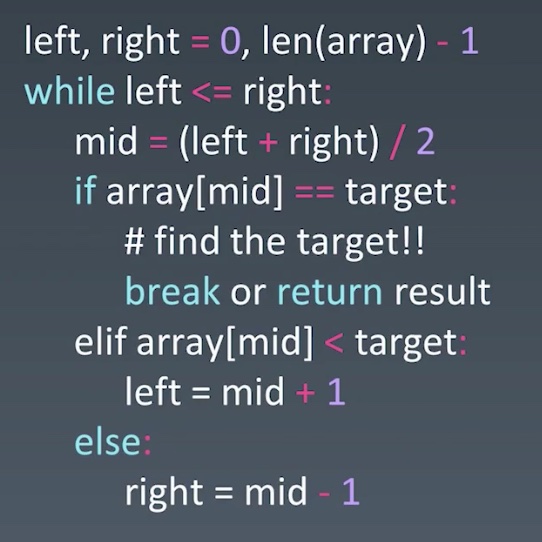 left, right = 0, len(array) - 1
while left <= right:
    mid = (left + right) / 2
    if array[mid] == target:
        # find the target!!
        break or return result
    elif array[mid] < target:
        left = mid + 1
    else:
        right = mid - 1